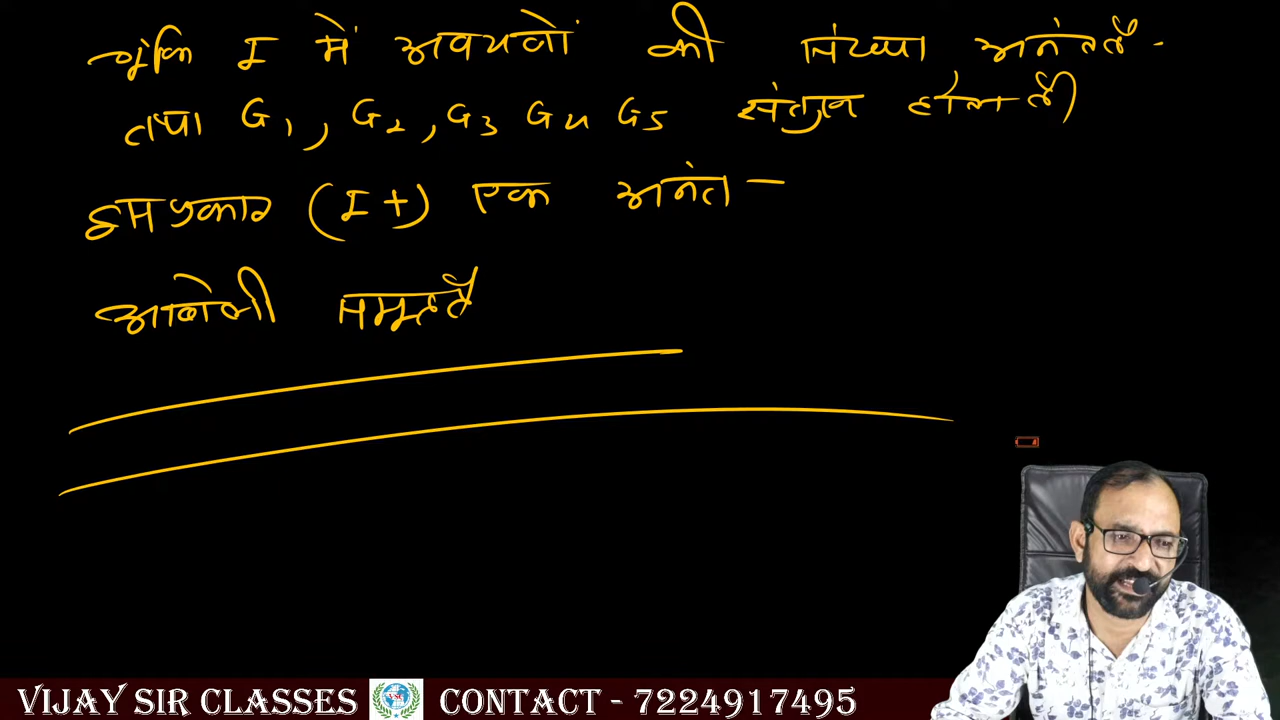 चूंकि I में अवयवों की संख्या अनंत है -
तथा G1, G2, G3 G4 G5 संतुष्ट होता है
इस प्रकार (I +) एक अनंत -
आबेली समूह है
VIJAY SIR CLASSES VSC CONTACT - 7224917495